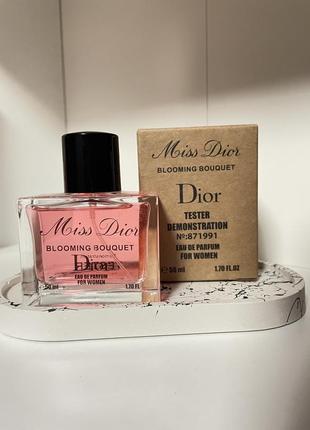 Miss Dior
BLOOMING BOUQUET
Dior
50 ml
1.70 FL.
EAU DE PARFUM
FOR WOMEN
Miss Dior
BLOOMING BOUQUET
Dior
TESTER
DEMONSTRATION
№:871991
EAU DE PARFUM
50 ml
1.70 FL.OZ
FOR WOMEN